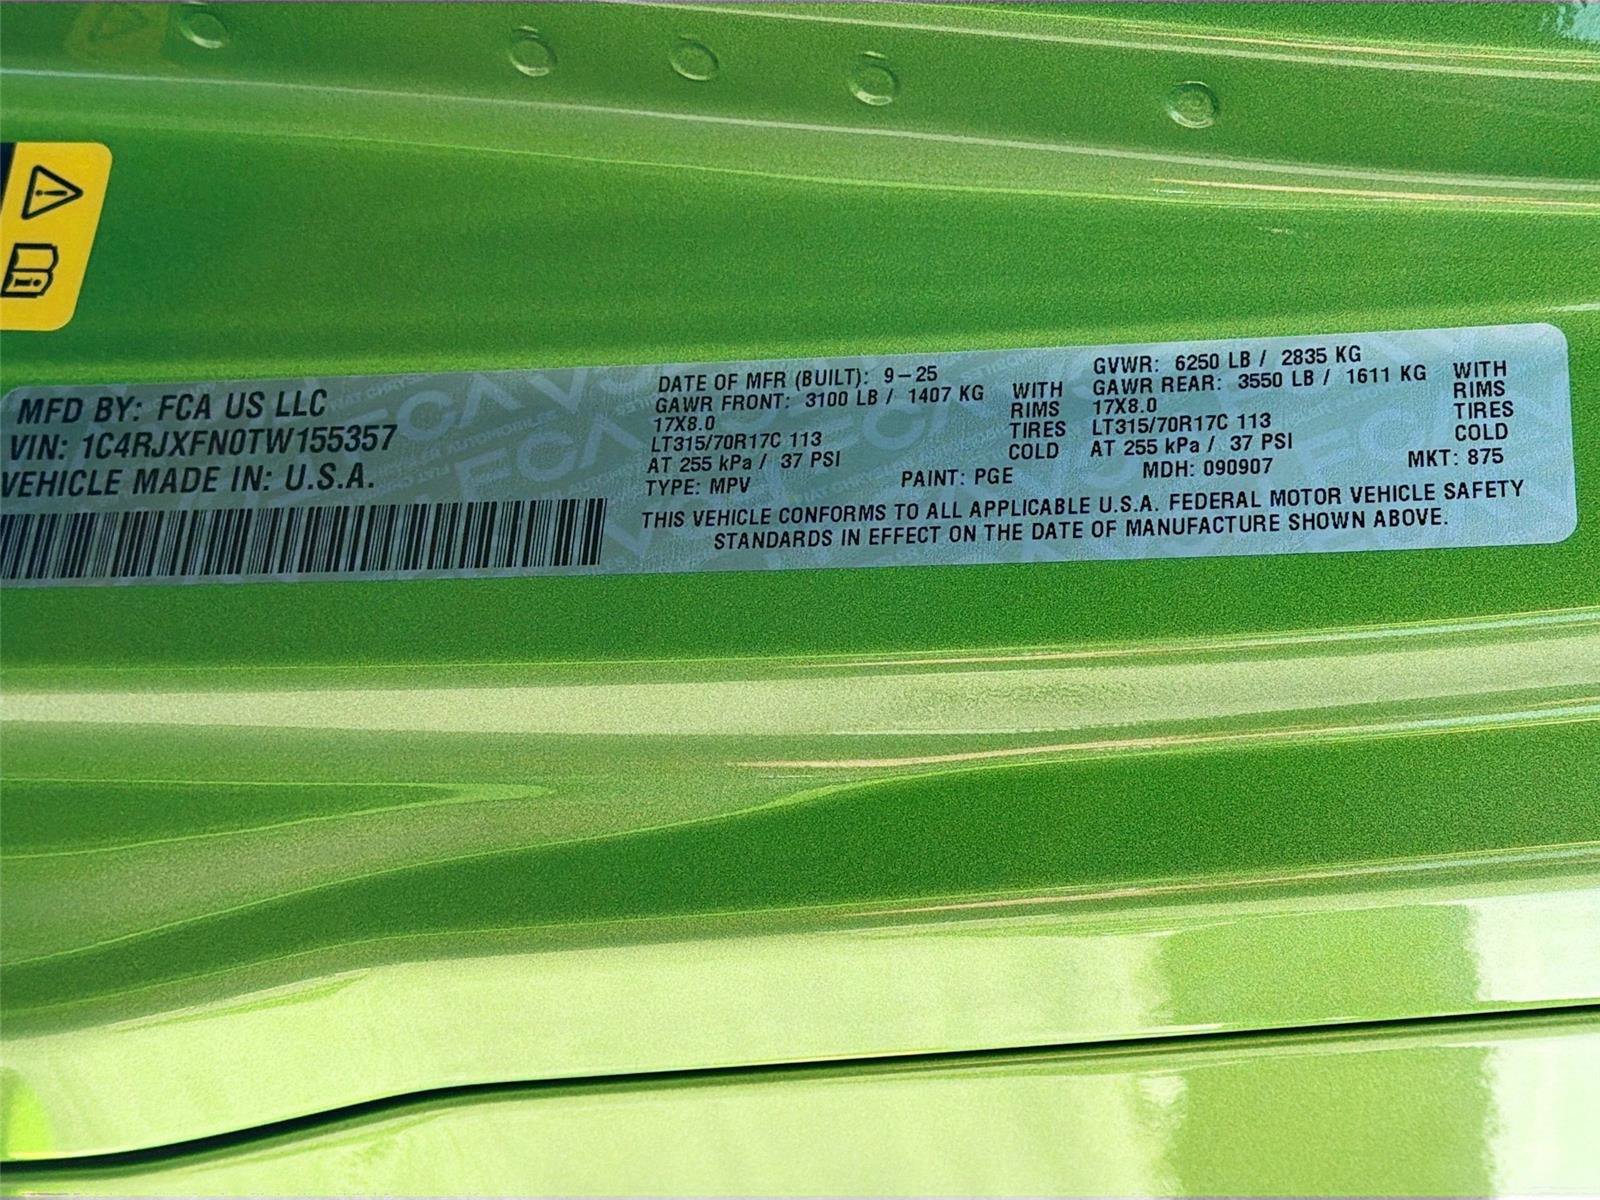 MFD BY: FCA US LLC
VIN: 1C4RJXFN0TW155357
VEHICLE MADE IN: U.S.A.
DATE OF MFR (BUILT): 9-25
GAWR FRONT: 3100 LB / 1407 KG WITH
17X8.0 RIMS
LT315/70R17C 113 TIRES
AT 255 kPa / 37 PSI COLD
GVWR: 6250 LB / 2835 KG
GAWR REAR: 3550 LB / 1611 KG WITH
17X8.0 RIMS
LT315/70R17C 113 TIRES
AT 255 kPa / 37 PSI COLD
TYPE: MPV PAINT: PGE MDH: 090907 MKT: 875
THIS VEHICLE CONFORMS TO ALL APPLICABLE U.S.A. FEDERAL MOTOR VEHICLE SAFETY
STANDARDS IN EFFECT ON THE DATE OF MANUFACTURE SHOWN ABOVE.